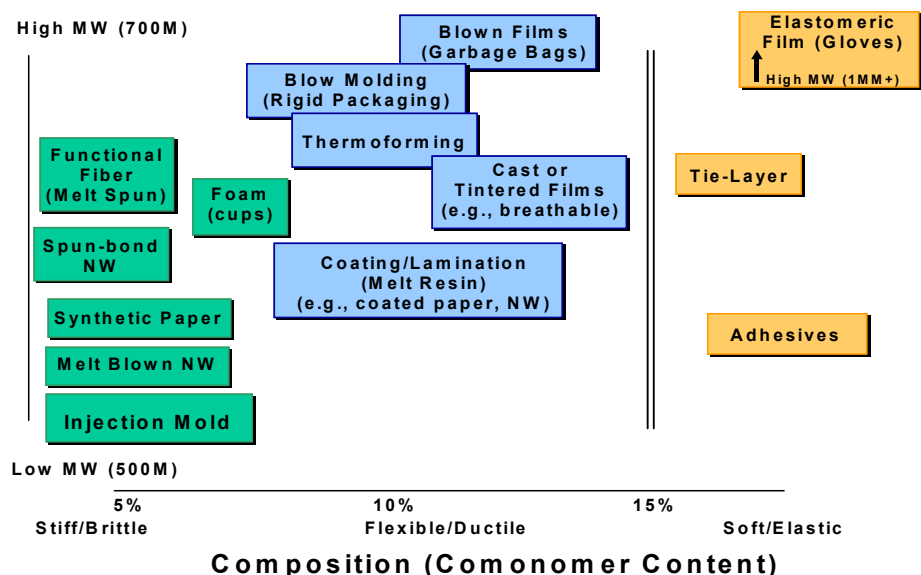 High MW (700M)
Blown Films
(Garbage Bags)
Elastomeric
Film (Gloves)
High MW (1MM+)
Blow Molding
(Rigid Packaging)
Thermoforming
Functional
Fiber
(Melt Spun)
Foam
(cups)
Cast or
Tintered Films
(e.g., breathable)
Tie-Layer
Spun-bond
NW
Coating/Lamination
(Melt Resin)
(e.g., coated paper, NW)
Synthetic Paper
Adhesives
Melt Blown NW
Injection Mold
Low MW (500M)
5%
10%
15%
Stiff/Brittle
Flexible/Ductile
Soft/Elastic
Composition (Comonomer Content)